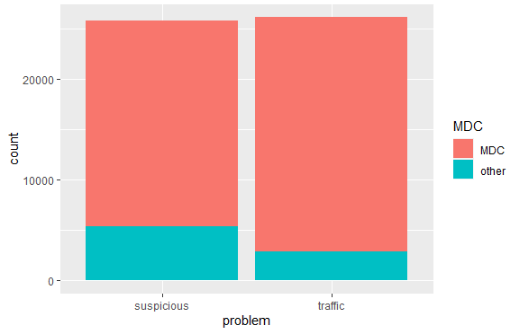 count
20000
10000
0
suspicious
traffic
problem
MDC
MDC
other